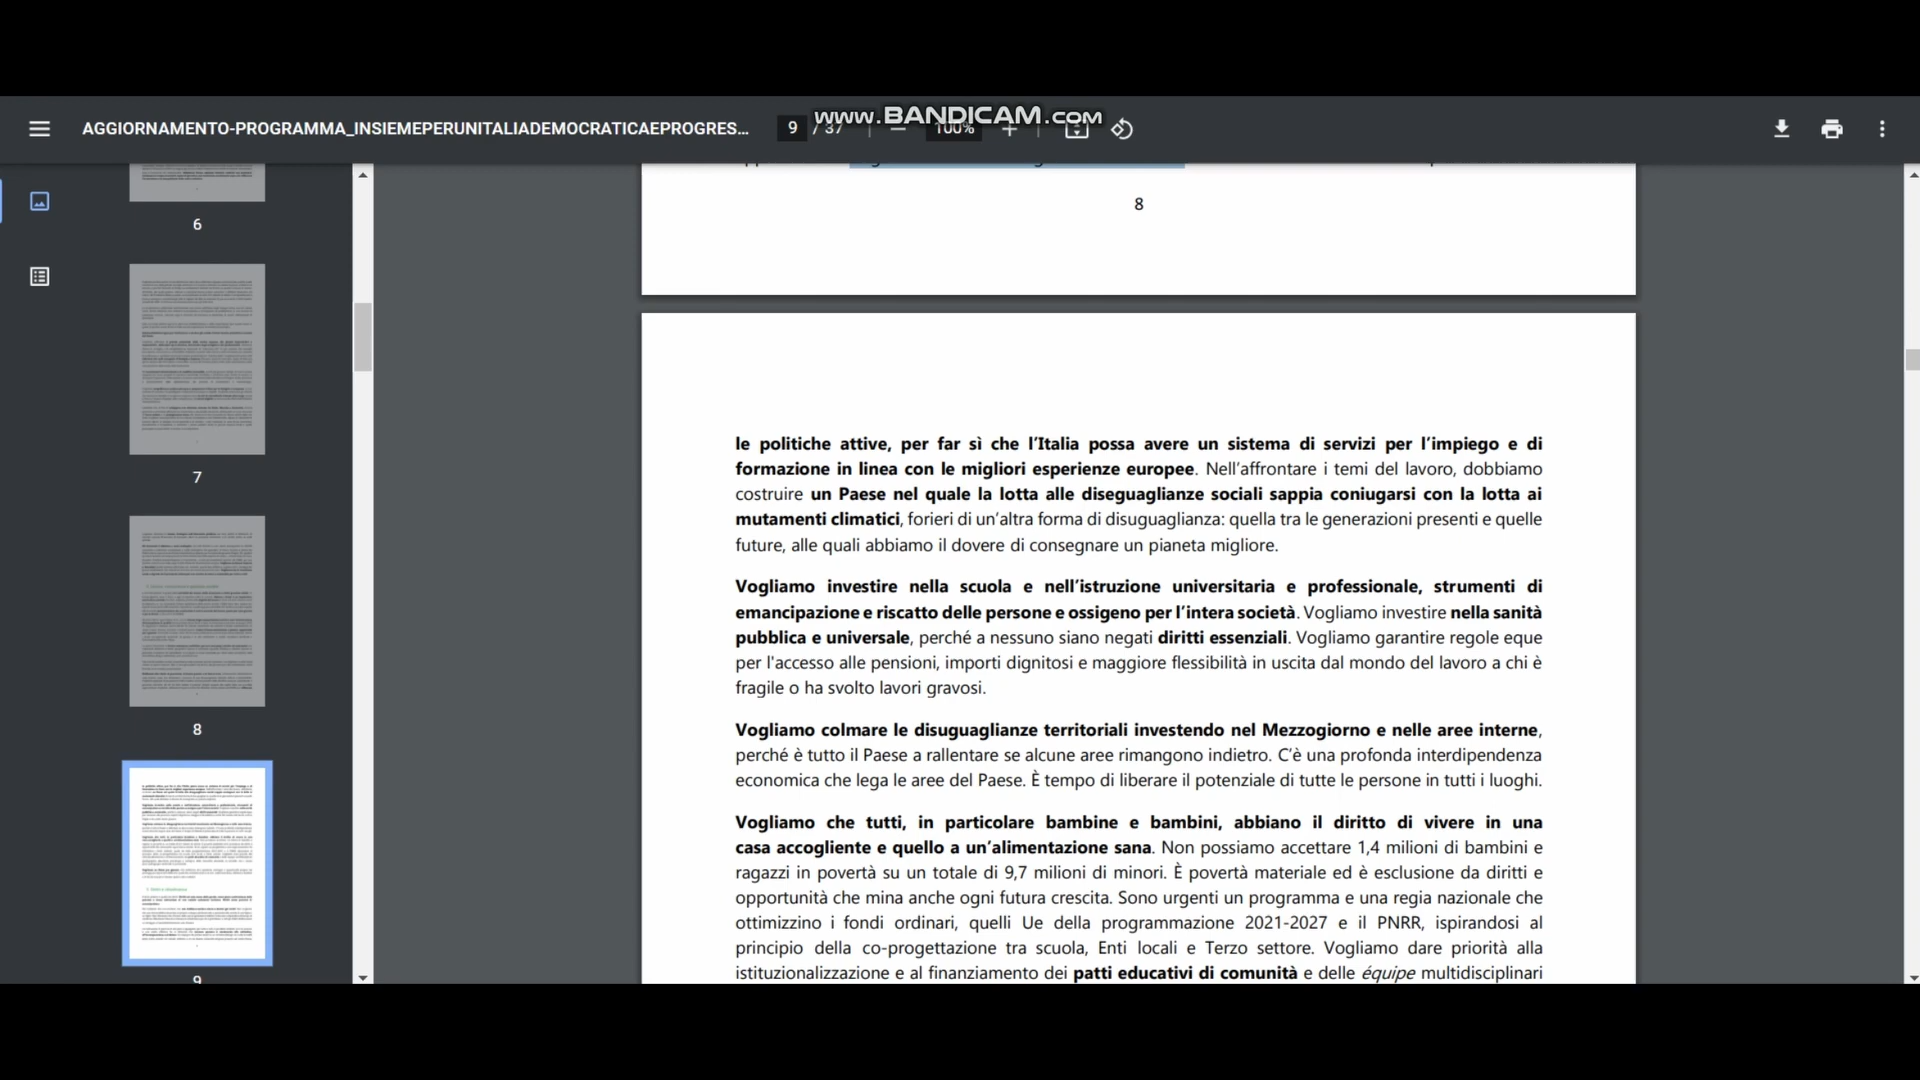 www.BANDICAM.com
AGGIORNAMENTO-PROGRAMMA_INSIEMEPERUNITALIADEMOCRATICAEPROGRES...
9 / 37
100%
6
7
8
9
8
le politiche attive, per far sì che l’Italia possa avere un sistema di servizi per l’impiego e di
formazione in linea con le migliori esperienze europee. Nell’affrontare i temi del lavoro, dobbiamo
costruire un Paese nel quale la lotta alle diseguaglianze sociali sappia coniugarsi con la lotta ai
mutamenti climatici, forieri di un’altra forma di disuguaglianza: quella tra le generazioni presenti e quelle
future, alle quali abbiamo il dovere di consegnare un pianeta migliore.
Vogliamo investire nella scuola e nell’istruzione universitaria e professionale, strumenti di
emancipazione e riscatto delle persone e ossigeno per l’intera società. Vogliamo investire nella sanità
pubblica e universale, perché a nessuno siano negati diritti essenziali. Vogliamo garantire regole eque
per l'accesso alle pensioni, importi dignitosi e maggiore flessibilità in uscita dal mondo del lavoro a chi è
fragile o ha svolto lavori gravosi.
Vogliamo colmare le disuguaglianze territoriali investendo nel Mezzogiorno e nelle aree interne,
perché è tutto il Paese a rallentare se alcune aree rimangono indietro. C’è una profonda interdipendenza
economica che lega le aree del Paese. È tempo di liberare il potenziale di tutte le persone in tutti i luoghi.
Vogliamo che tutti, in particolare bambine e bambini, abbiano il diritto di vivere in una
casa accogliente e quello a un’alimentazione sana. Non possiamo accettare 1,4 milioni di bambini e
ragazzi in povertà su un totale di 9,7 milioni di minori. È povertà materiale ed è esclusione da diritti e
opportunità che mina anche ogni futura crescita. Sono urgenti un programma e una regia nazionale che
ottimizzino i fondi ordinari, quelli Ue della programmazione 2021-2027 e il PNRR, ispirandosi al
principio della co-progettazione tra scuola, Enti locali e Terzo settore. Vogliamo dare priorità alla
istituzionalizzazione e al finanziamento dei patti educativi di comunità e delle équipe multidisciplinari